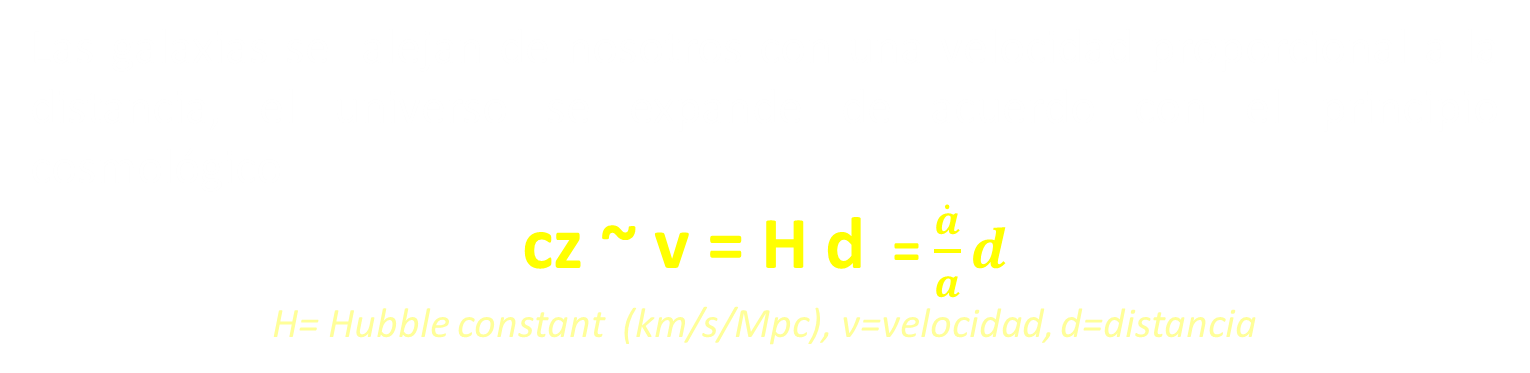 cz ~ v = H d = ȧ/a d
H= Hubble constant (km/s/Mpc), v=velocidad, d=distancia